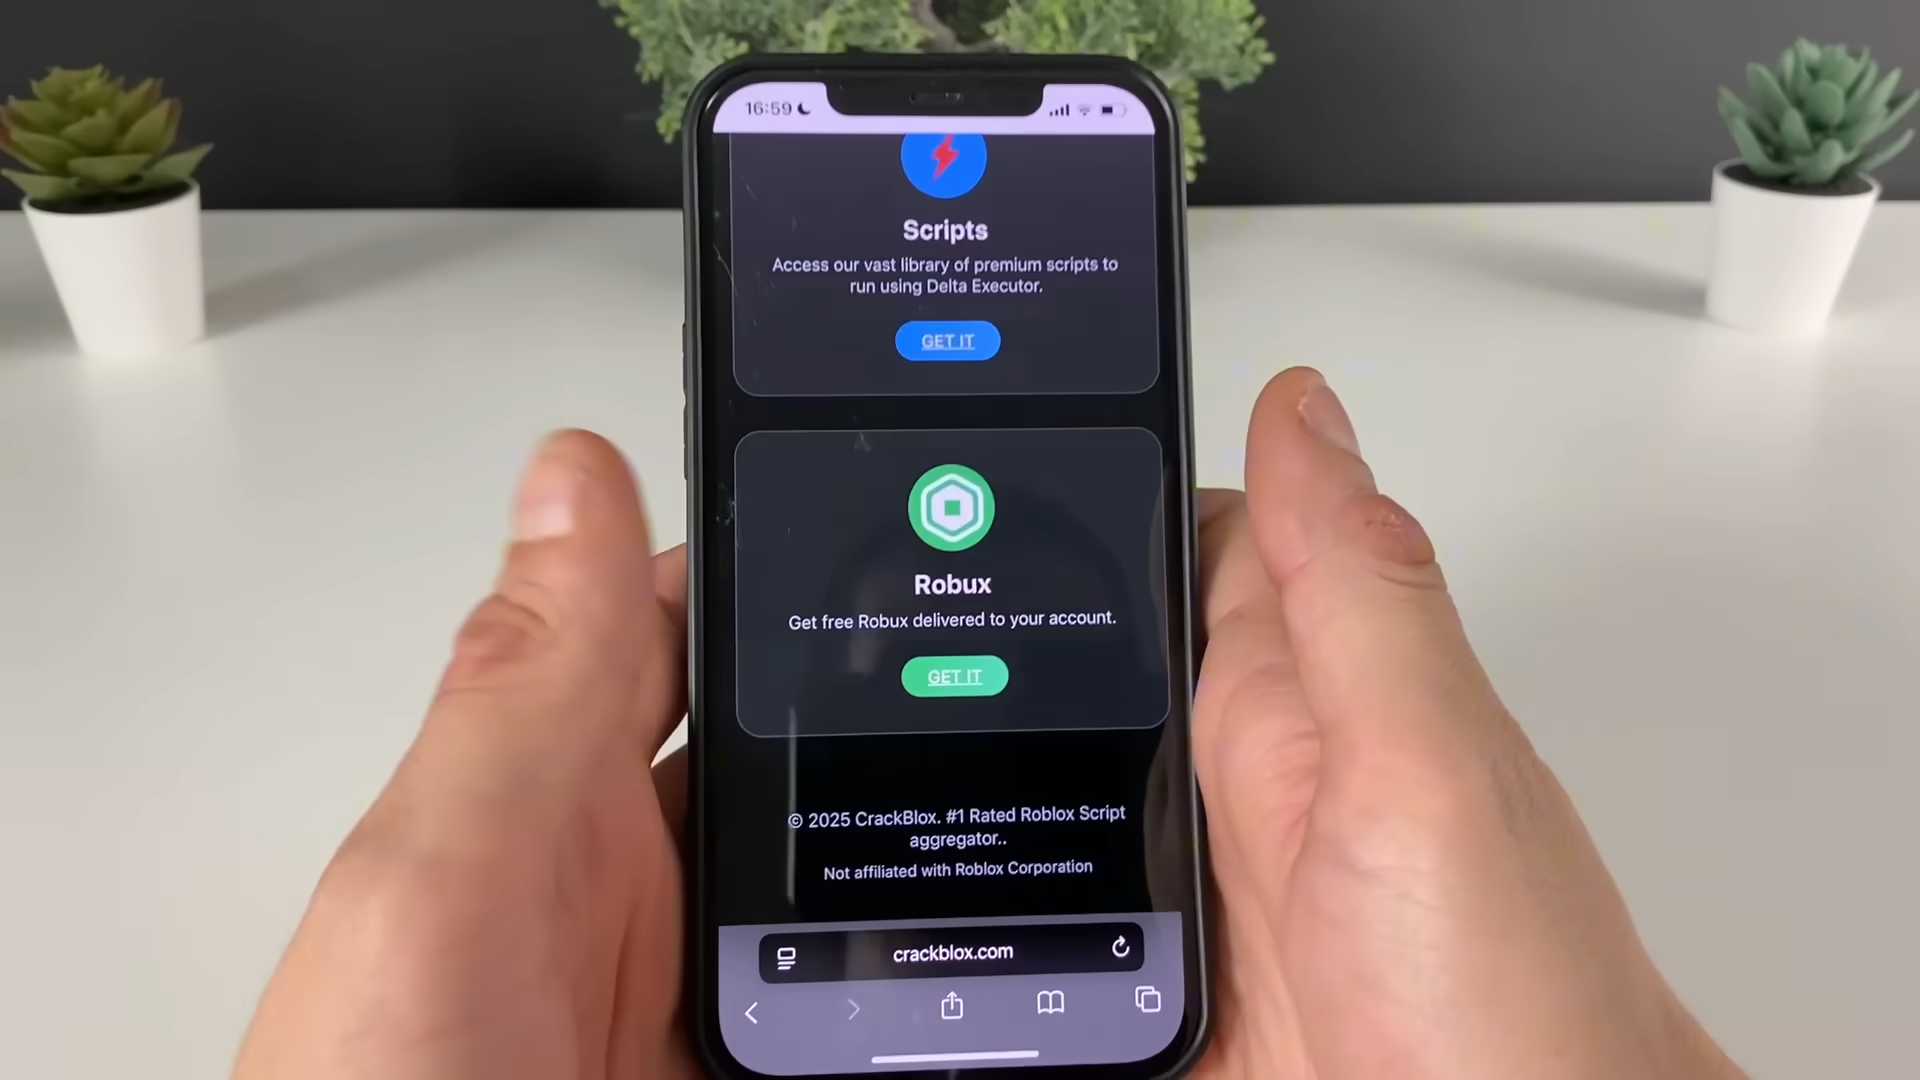 16:59
Scripts
Access our vast library of premium scripts to
run using Delta Executor.
GET IT
Robux
Get free Robux delivered to your account.
GET IT
© 2025 CrackBlox. #1 Rated Roblox Script
aggregator..
Not affiliated with Roblox Corporation
crackblox.com